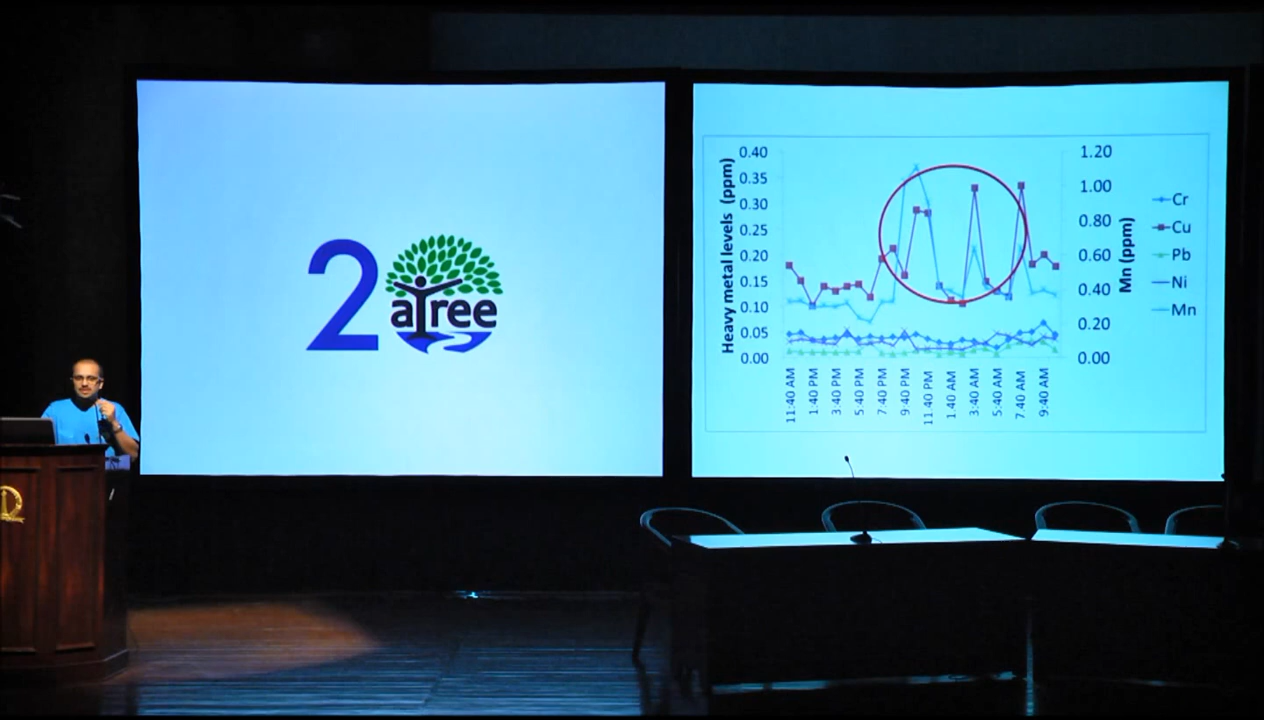 20
aTree
Heavy metal levels (ppm)
0.40
0.35
0.30
0.25
0.20
0.15
0.10
0.05
0.00
11:40 AM
1:40 PM
3:40 PM
5:40 PM
7:40 PM
9:40 PM
11.40 PM
1.40 AM
3:40 AM
5:40 AM
7.40 AM
9:40 AM
1.20
1.00
0.80
0.60
0.40
0.20
0.00
Mn (ppm)
Cr
Cu
Pb
Ni
Mn